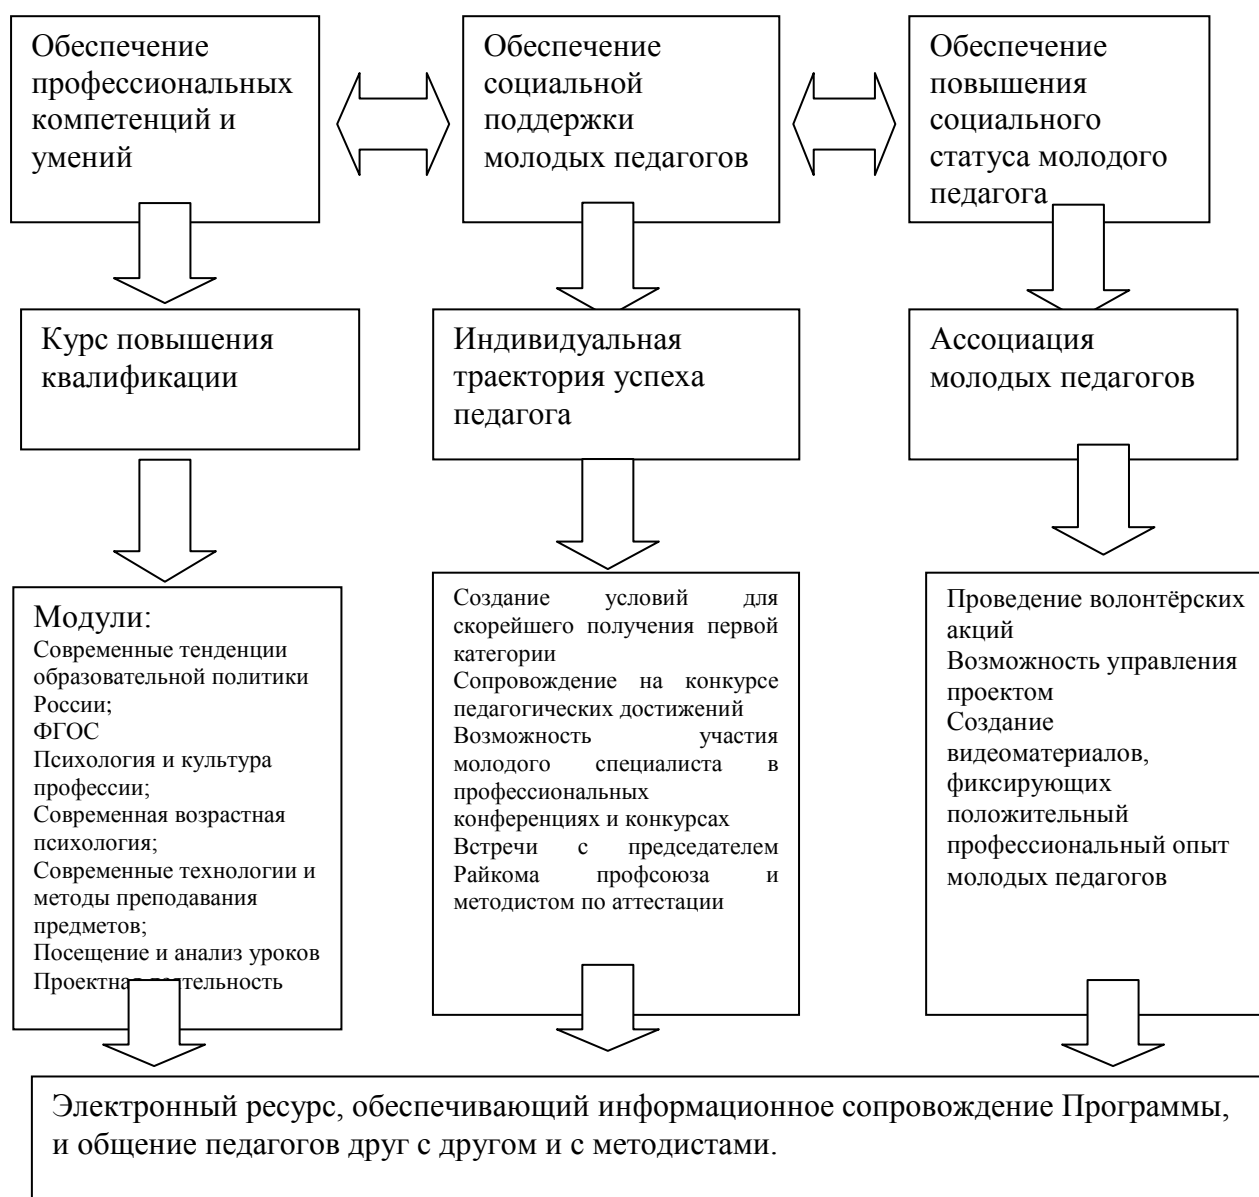 Обеспечение
профессиональных
компетенций и
умений
Обеспечение
социальной
поддержки
молодых педагогов
Обеспечение
повышения
социального
статуса молодого
педагога
Курс повышения
квалификации
Индивидуальная
траектория успеха
педагога
Ассоциация
молодых педагогов
Модули:
Современные тенденции
образовательной политики
России;
ФГОС
Психология и культура
профессии;
Современная возрастная
психология;
Современные технологии и
методы преподавания
предметов;
Посещение и анализ уроков
Проектная деятельность
Создание условий для
скорейшего получения первой
категории
Сопровождение на конкурсе
педагогических достижений
Возможность участия
молодого специалиста в
профессиональных
конференциях и конкурсах
Встречи с председателем
Райкома профсоюза и
методистом по аттестации
Проведение волонтёрских
акций
Возможность управления
проектом
Создание
видеоматериалов,
фиксирующих
положительный
профессиональный опыт
молодых педагогов
Электронный ресурс, обеспечивающий информационное сопровождение Программы,
и общение педагогов друг с другом и с методистами.